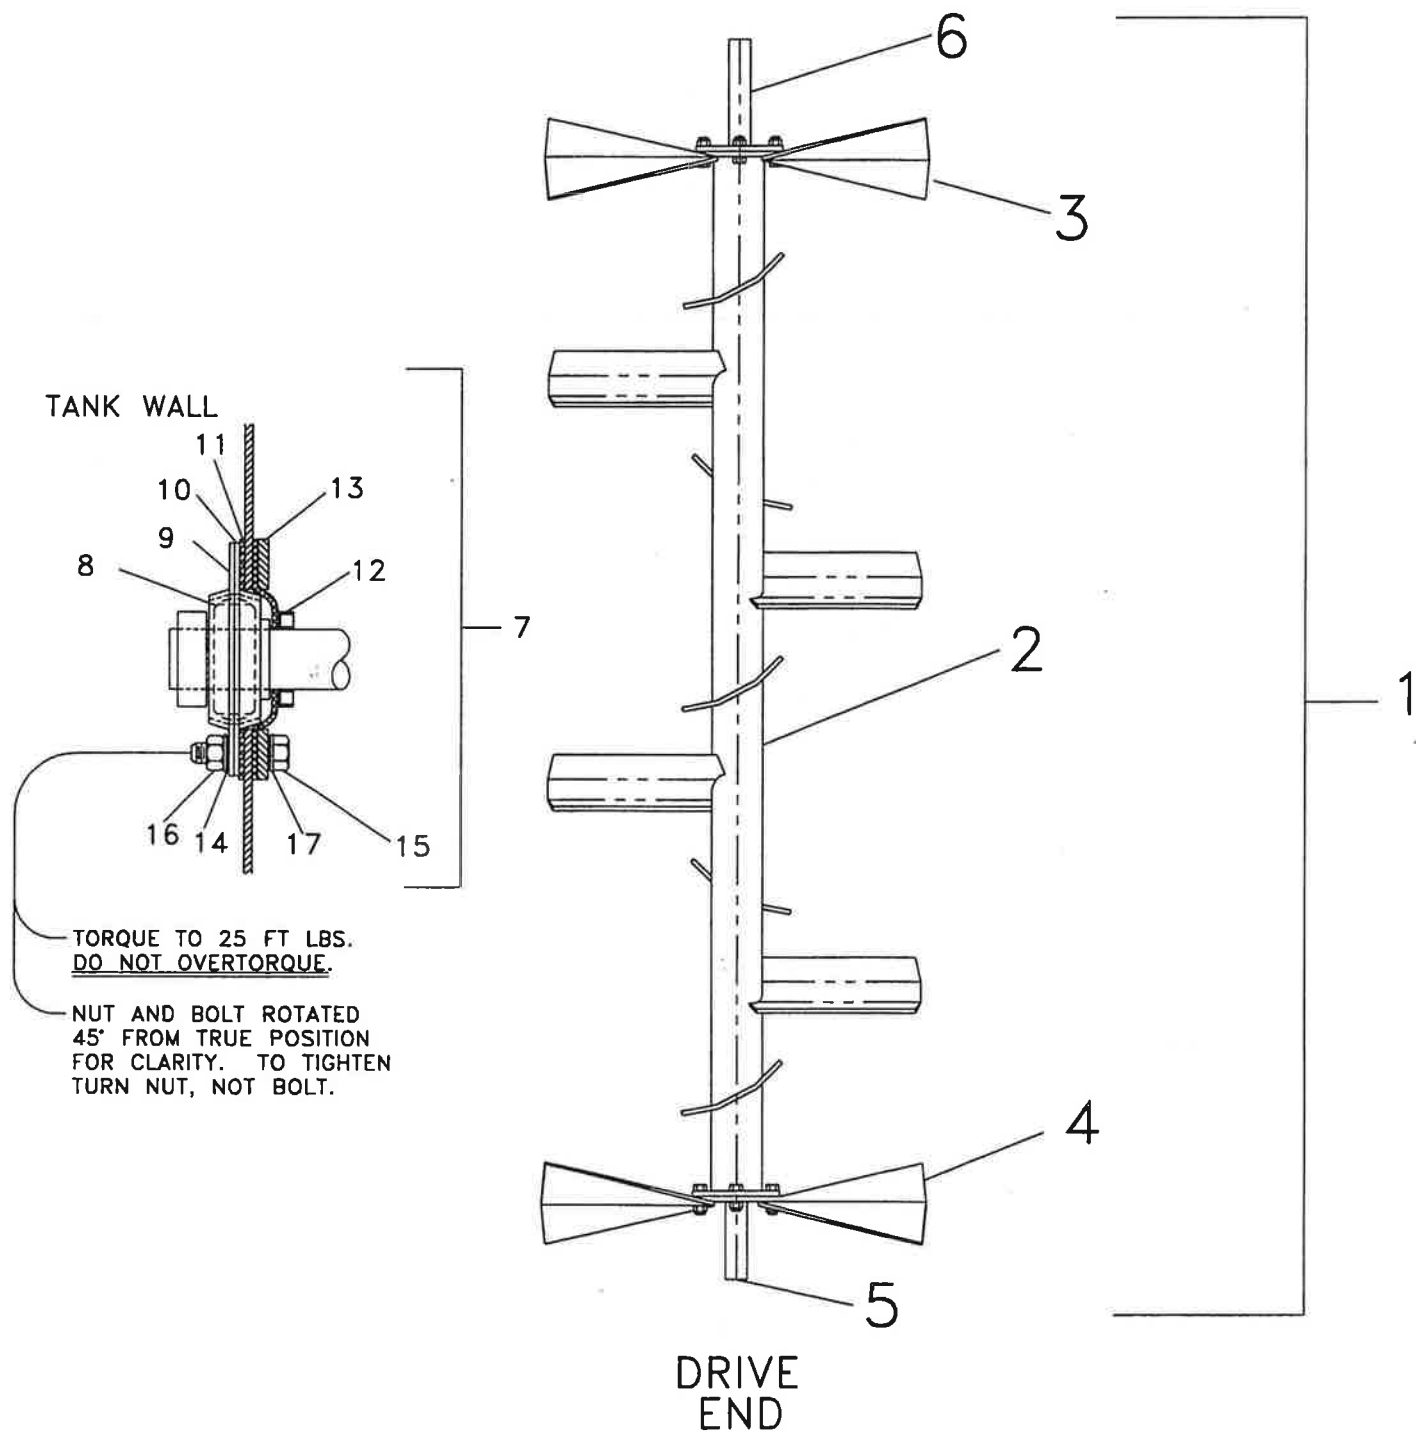 6
3
TANK WALL
11
10
13
9
8
12
7
2
1
16
14
17
15
TORQUE TO 25 FT LBS.
DO NOT OVERTORQUE.
NUT AND BOLT ROTATED
45° FROM TRUE POSITION
FOR CLARITY. TO TIGHTEN
TURN NUT, NOT BOLT.
4
5
DRIVE
END